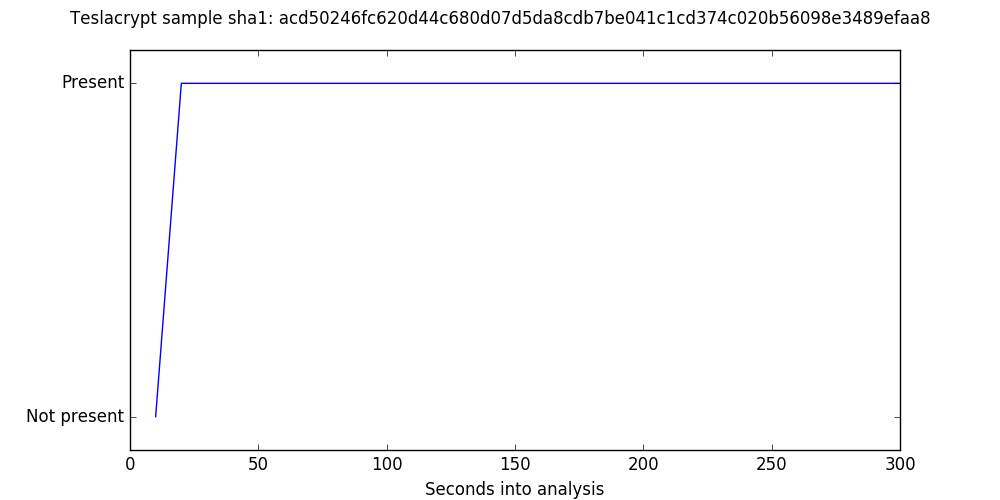 Teslacrypt sample sha1: acd50246fc620d44c680d07d5da8cdb7be041c1cd374c020b56098e3489efaa8
Present
Not present
0 50 100 150 200 250 300
Seconds into analysis